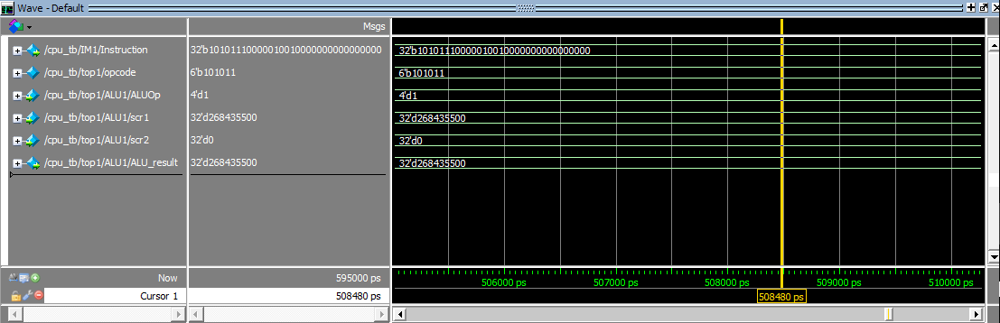 Wave - Default
Msgs
/cpu_tb/IM1/Instruction 32'b10101110000010010000000000000000 32'b10101110000010010000000000000000
/cpu_tb/top1/opcode 6'b101011 6'b101011
/cpu_tb/top1/ALU1/ALUOp 4'd1 4'd1
/cpu_tb/top1/ALU1/scr1 32'd268435500 32'd268435500
/cpu_tb/top1/ALU1/scr2 32'd0 32'd0
/cpu_tb/top1/ALU1/ALU_result 32'd268435500 32'd268435500
Now 595000 ps 506000 ps 507000 ps 508000 ps 509000 ps 510000 ps
Cursor 1 508480 ps 508480 ps